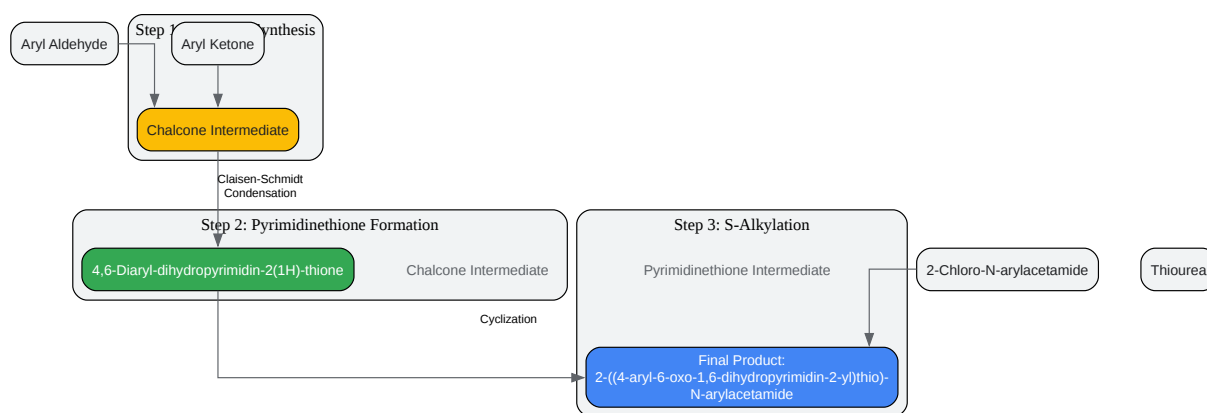 Step 1 nthesis
Aryl Aldehyde
Aryl Ketone
Chalcone Intermediate
Claisen-Schmidt
Condensation
Step 2: Pyrimidinethione Formation
4,6-Diaryl-dihydropyrimidin-2(1H)-thione
Chalcone Intermediate
Cyclization
Step 3: S-Alkylation
Pyrimidinethione Intermediate
2-Chloro-N-arylacetamide
Thiourea
Final Product:
2-((4-aryl-6-oxo-1,6-dihydropyrimidin-2-yl)thio)-
N-arylacetamide